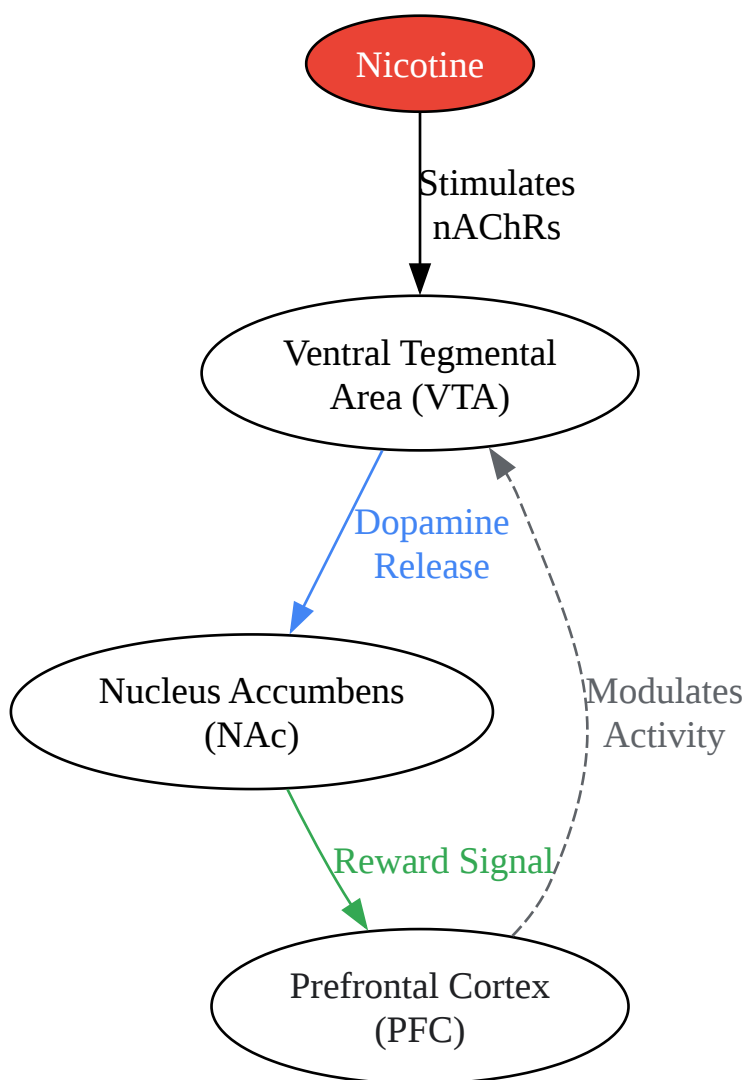 Nicotine
Stimulates
nAChRs
Ventral Tegmental
Area (VTA)
Dopamine
Release
Nucleus Accumbens
(NAc)
Modulates
Activity
Reward Signal
Prefrontal Cortex
(PFC)